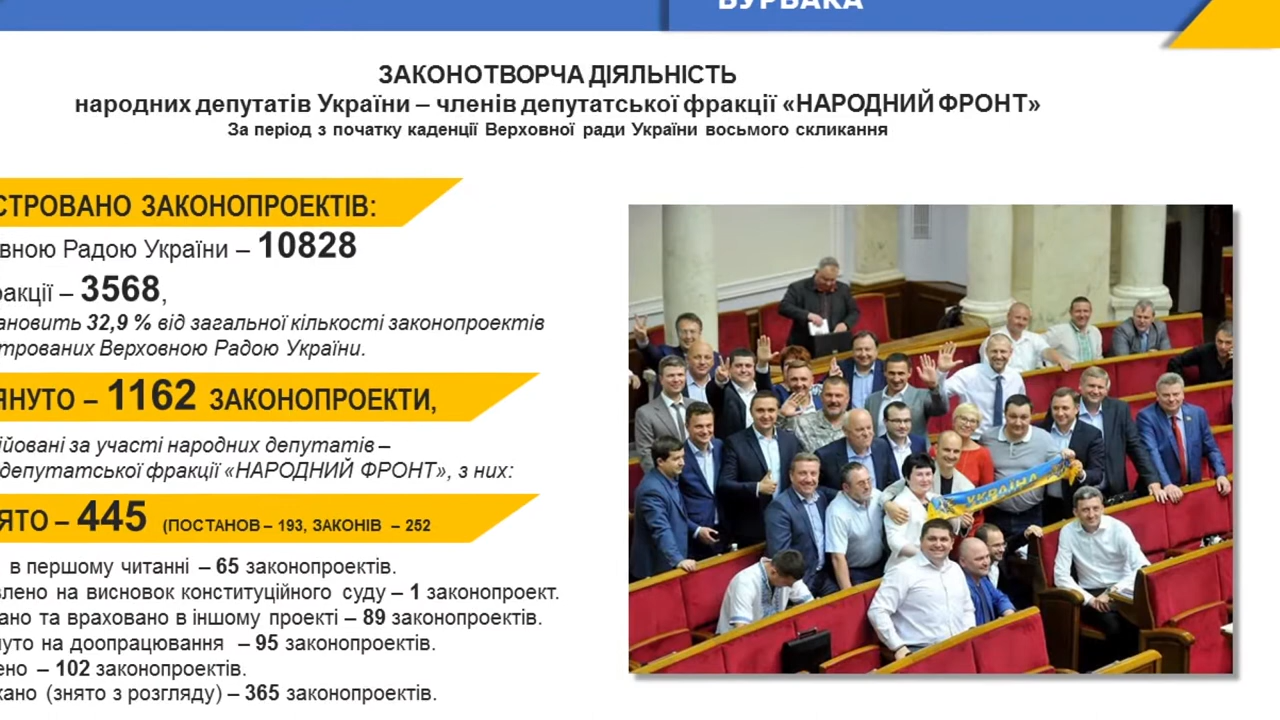 БУРБАКА
ЗАКОНОТВОРЧА ДІЯЛЬНІСТЬ
народних депутатів України – членів депутатської фракції «НАРОДНИЙ ФРОНТ»
За період з початку каденції Верховної ради України восьмого скликання
СТРОВАНО ЗАКОНОПРОЕКТІВ:
вною Радою України – 10828
ракції – 3568,
ановить 32,9 % від загальної кількості законопроектів
трованих Верховною Радою України.
ЯНУТО – 1162 ЗАКОНОПРОЕКТИ,
ійовані за участі народних депутатів –
депутатської фракції «НАРОДНИЙ ФРОНТ», з них:
ЯТО – 445 (ПОСТАНОВ – 193, ЗАКОНІВ – 252
в першому читанні – 65 законопроектів.
влено на висновок конституційного суду – 1 законопроект.
ано та враховано в іншому проекті – 89 законопроектів.
нуто на доопрацювання – 95 законопроектів.
ено – 102 законопроектів.
кано (знято з розгляду) – 365 законопроектів.
УКРАЇНА